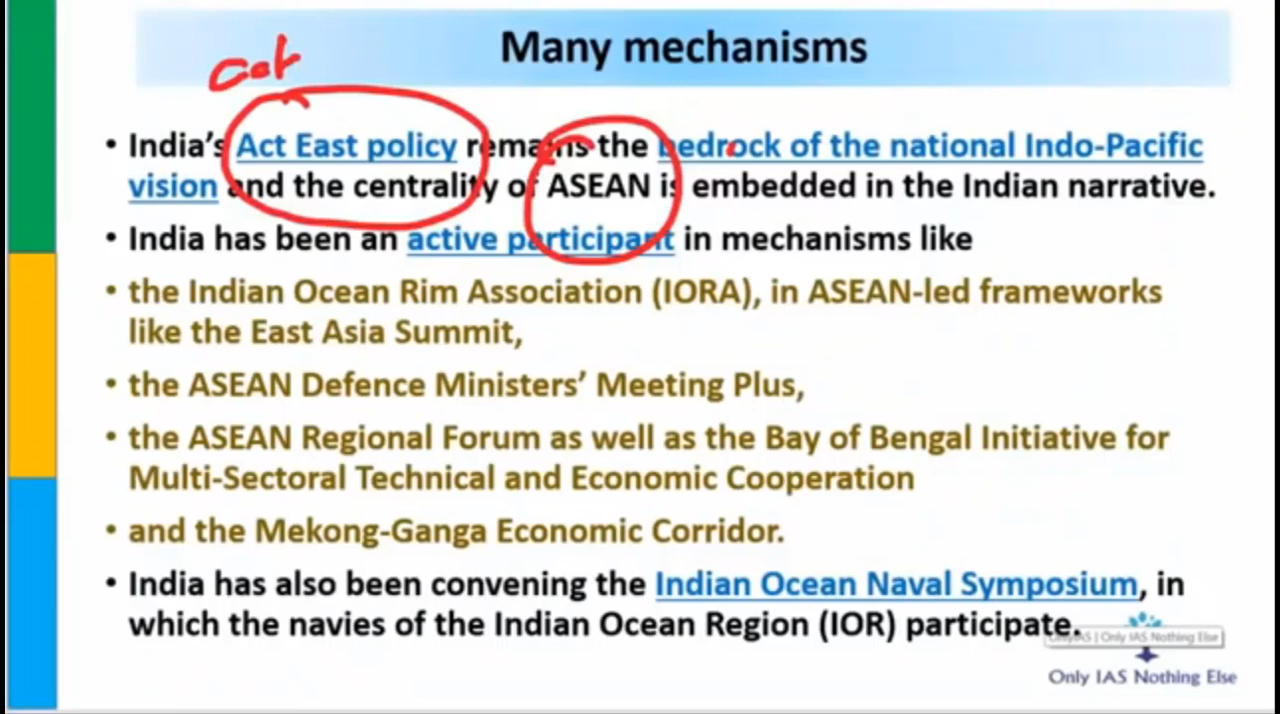 Many mechanisms
• India's Act East policy remains the bedrock of the national Indo-Pacific
vision and the centrality of ASEAN is embedded in the Indian narrative.
• India has been an active participant in mechanisms like
• the Indian Ocean Rim Association (IORA), in ASEAN-led frameworks
like the East Asia Summit,
• the ASEAN Defence Ministers' Meeting Plus,
• the ASEAN Regional Forum as well as the Bay of Bengal Initiative for
Multi-Sectoral Technical and Economic Cooperation
• and the Mekong-Ganga Economic Corridor.
• India has also been convening the Indian Ocean Naval Symposium, in
which the navies of the Indian Ocean Region (IOR) participate.
OnlyIAS | Only IAS Nothing Else
Only IAS Nothing Else